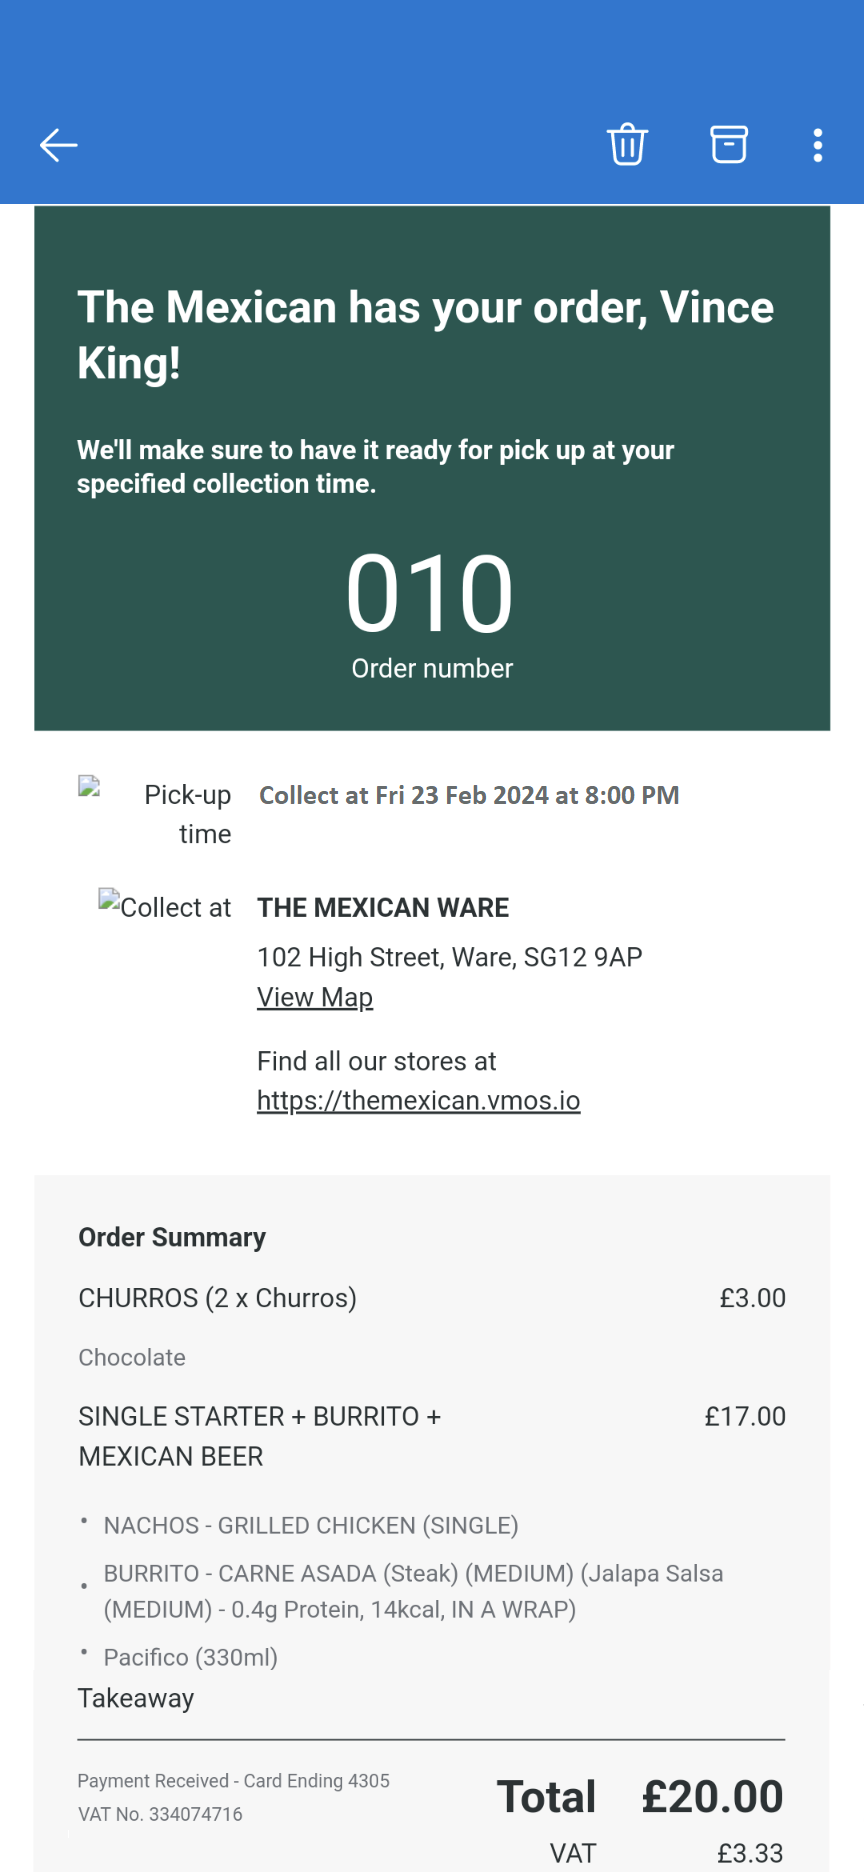 The Mexican has your order, Vince
King!
We'll make sure to have it ready for pick up at your
specified collection time.
010
Order number
Pick-up Collect at Fri 23 Feb 2024 at 8:00 PM
time
Collect at THE MEXICAN WARE
102 High Street, Ware, SG12 9AP
View Map
Find all our stores at
https://themexican.vmos.io
Order Summary
CHURROS (2 x Churros) £3.00
Chocolate
SINGLE STARTER + BURRITO + £17.00
MEXICAN BEER
• NACHOS - GRILLED CHICKEN (SINGLE)
• BURRITO - CARNE ASADA (Steak) (MEDIUM) (Jalapa Salsa
(MEDIUM) - 0.4g Protein, 14kcal, IN A WRAP)
• Pacifico (330ml)
Takeaway
Payment Received - Card Ending 4305
VAT No. 334074716
Total £20.00
VAT £3.33